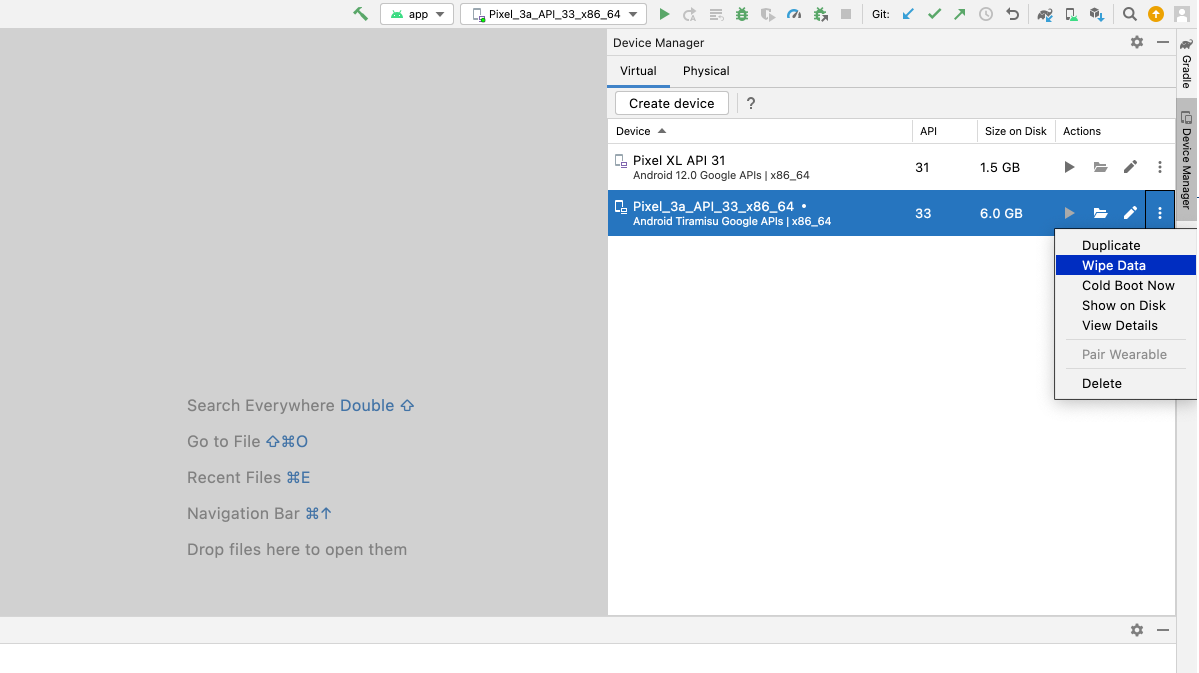 app
Pixel_3a_API_33_x86_64
Git:
Device Manager
Virtual Physical
Create device ?
Device API Size on Disk Actions
Pixel XL API 31
Android 12.0 Google APIs | x86_64
31 1.5 GB
Pixel_3a_API_33_x86_64 •
Android Tiramisu Google APIs | x86_64
33 6.0 GB
Duplicate
Wipe Data
Cold Boot Now
Show on Disk
View Details
Pair Wearable
Delete
Search Everywhere Double ⇧
Go to File ⇧⌘O
Recent Files ⌘E
Navigation Bar ⌘↑
Drop files here to open them
Gradle
Device Manager